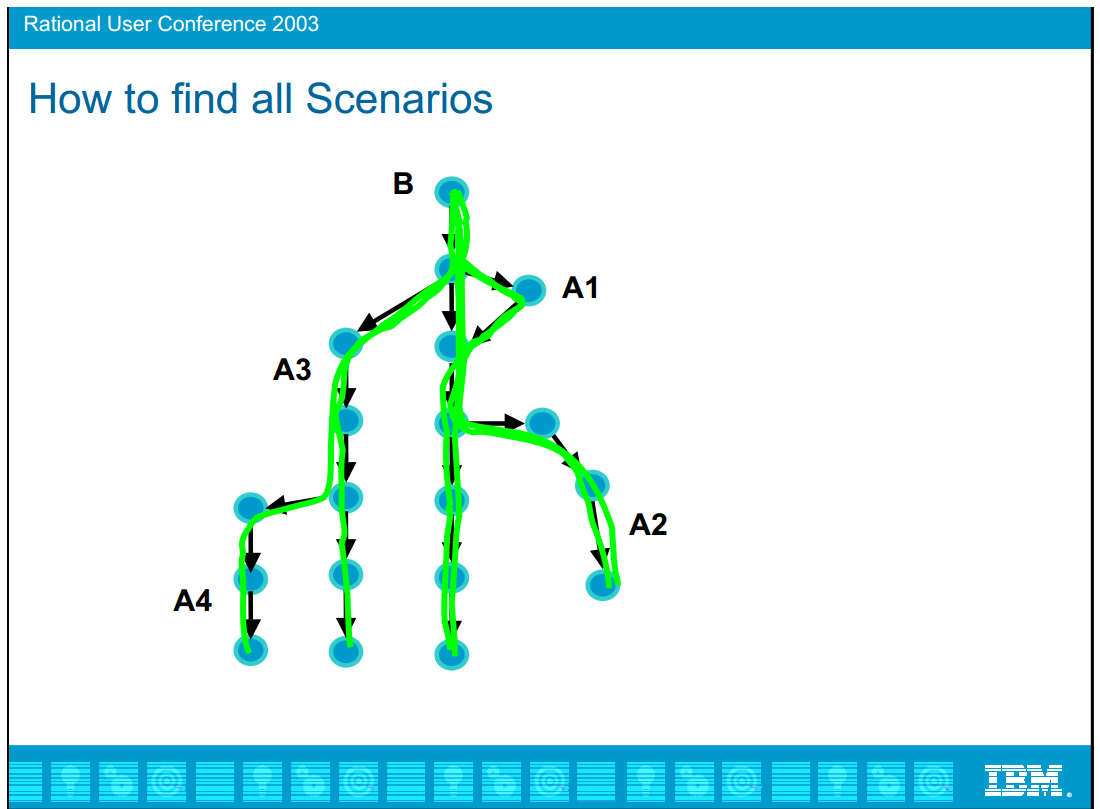 Rational User Conference 2003
How to find all Scenarios
B
A1
A3
A2
A4
IBM